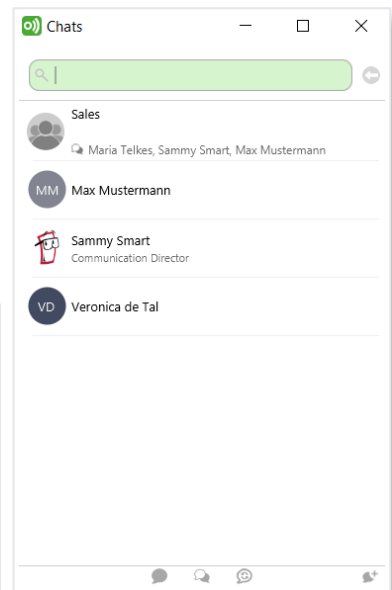 Chats
Sales
Maria Telkes, Sammy Smart, Max Mustermann
MM
Max Mustermann
Sammy Smart
Communication Director
VD
Veronica de Tal